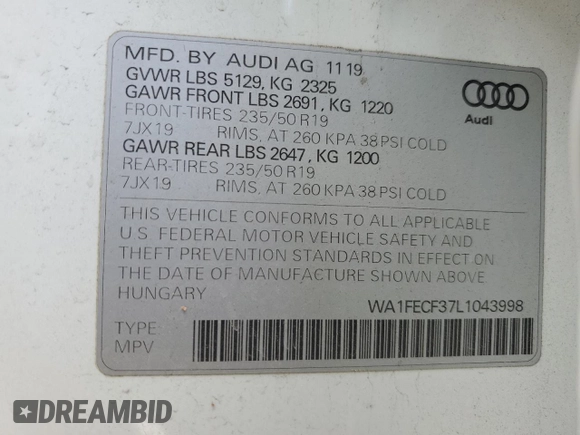 MFD. BY AUDI AG 1119
GVWR LBS 5129, KG 2325
GAWR FRONT LBS 2691, KG 1220
FRONT-TIRES 235/50 R19
7JX19 RIMS, AT 260 KPA 38 PSI COLD
GAWR REAR LBS 2647, KG 1200
REAR-TIRES 235/50 R19
7JX19 RIMS, AT 260 KPA 38 PSI COLD
Audi
THIS VEHICLE CONFORMS TO ALL APPLICABLE
U.S FEDERAL MOTOR VEHICLE SAFETY AND
THEFT PREVENTION STANDARDS IN EFFECT ON
THE DATE OF MANUFACTURE SHOWN ABOVE
HUNGARY
WA1FECF37L1043998
TYPE
MPV
DREAMBID